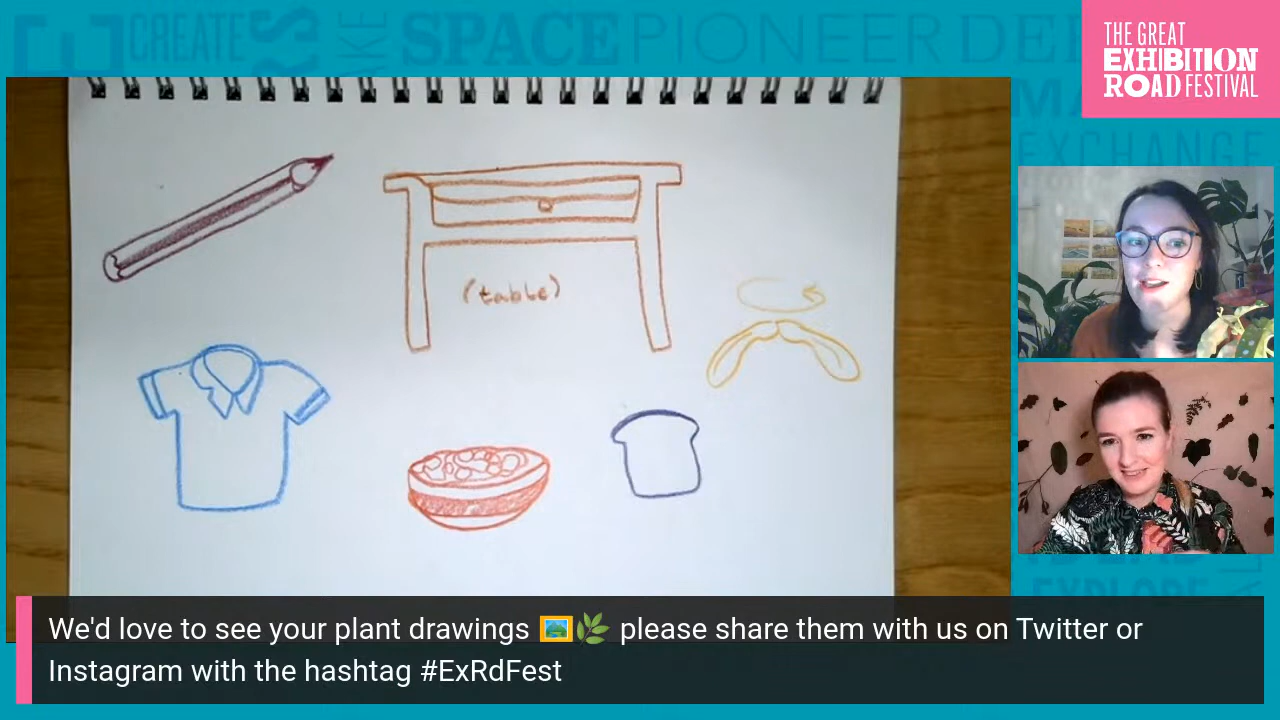 CREATE
SPACE PIONEER
THE GREAT
EXHIBITION
ROAD FESTIVAL
EXCHANGE
(table)
EXPLORE
We'd love to see your plant drawings 🖼️🌿 please share them with us on Twitter or
Instagram with the hashtag #ExRdFest